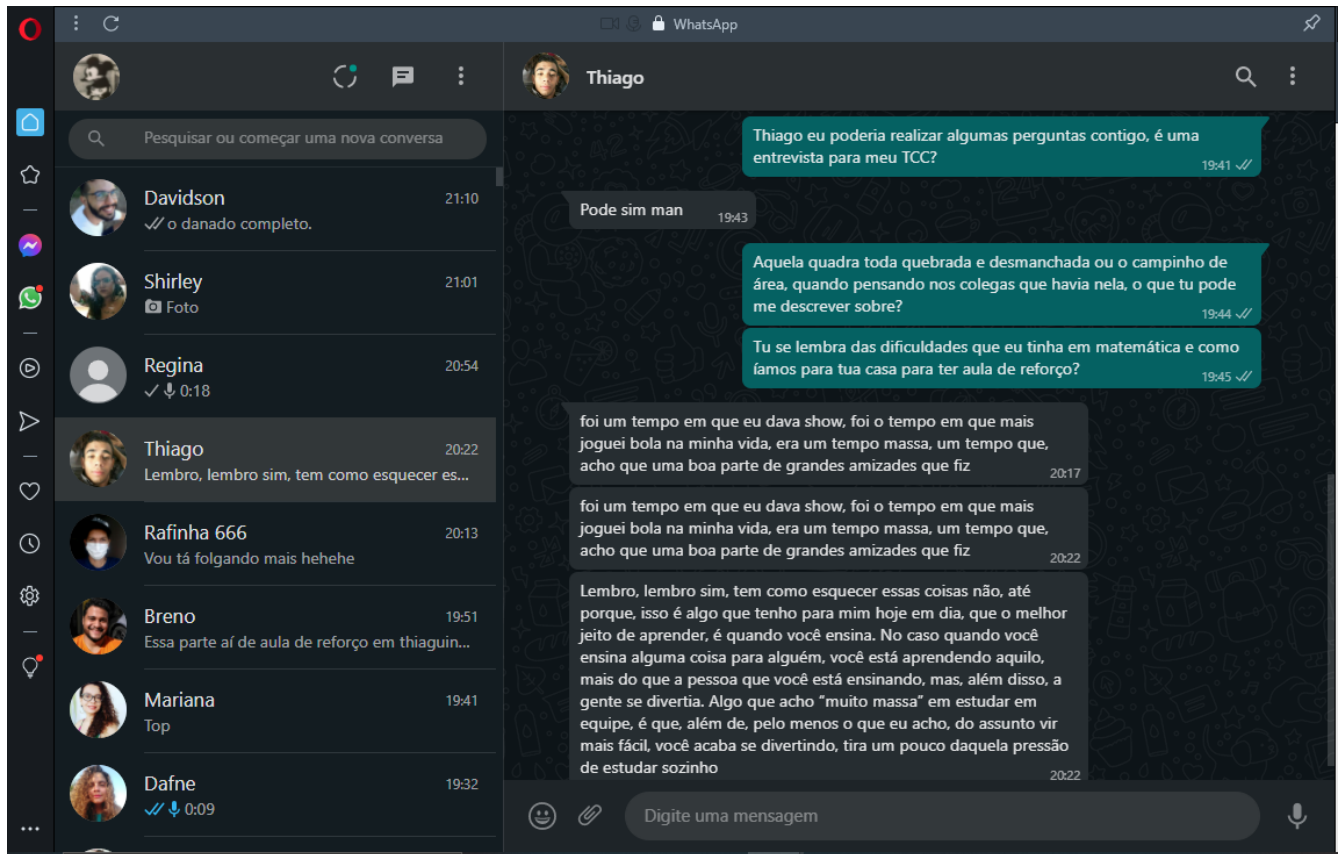 WhatsApp
Pesquisar ou começar uma nova conversa
Davidson
21:10
o danado completo.
Shirley
21:01
Foto
Regina
20:54
0:18
Thiago
20:22
Lembro, lembro sim, tem como esquecer es...
Rafinha 666
20:13
Vou tá folgando mais hehehe
Breno
19:51
Essa parte aí de aula de reforço em thiaguin...
Mariana
19:41
Top
Dafne
19:32
0:09
Thiago
Thiago eu poderia realizar algumas perguntas contigo, é uma
entrevista para meu TCC?
19:41
Pode sim man
19:43
Aquela quadra toda quebrada e desmanchada ou o campinho de
área, quando pensando nos colegas que havia nela, o que tu pode
me descrever sobre?
19:44
Tu se lembra das dificuldades que eu tinha em matemática e como
íamos para tua casa para ter aula de reforço?
19:45
foi um tempo em que eu dava show, foi o tempo em que mais
joguei bola na minha vida, era um tempo massa, um tempo que,
acho que uma boa parte de grandes amizades que fiz
20:17
foi um tempo em que eu dava show, foi o tempo em que mais
joguei bola na minha vida, era um tempo massa, um tempo que,
acho que uma boa parte de grandes amizades que fiz
20:22
Lembro, lembro sim, tem como esquecer essas coisas não, até
porque, isso é algo que tenho para mim hoje em dia, que o melhor
jeito de aprender, é quando você ensina. No caso quando você
ensina alguma coisa para alguém, você está aprendendo aquilo,
mais do que a pessoa que você está ensinando, mas, além disso, a
gente se divertia. Algo que acho “muito massa” em estudar em
equipe, é que, além de, pelo menos o que eu acho, do assunto vir
mais fácil, você acaba se divertindo, tira um pouco daquela pressão
de estudar sozinho
20:22
Digite uma mensagem